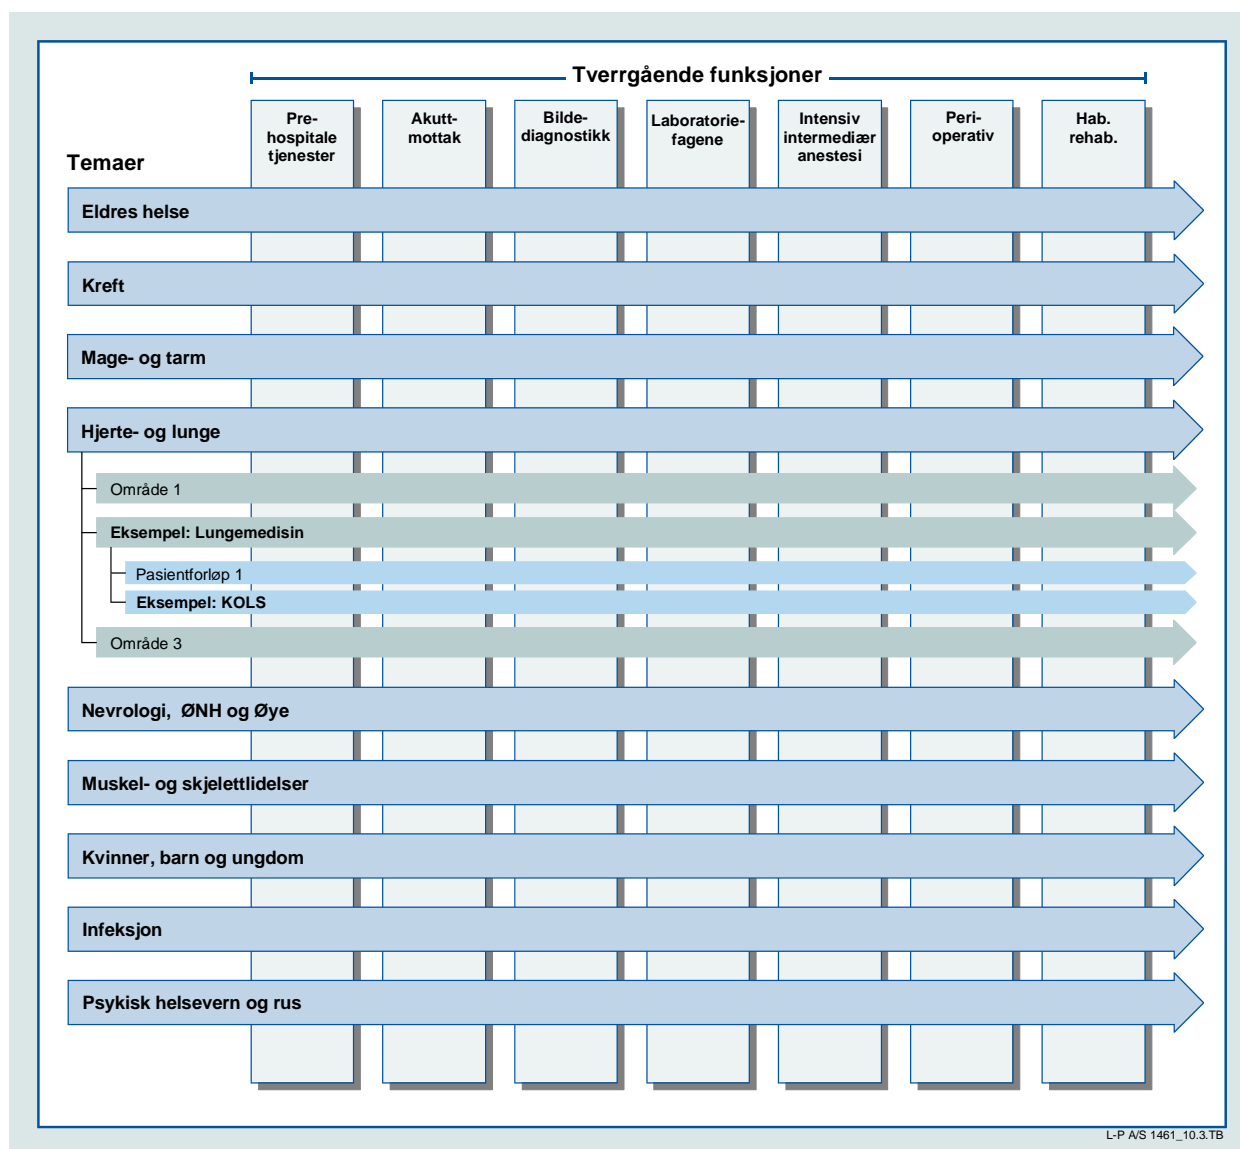 Tverrgående funksjoner
Pre-
hospitale
tjenester
Akutt-
mottak
Bilde-
diagnostikk
Laboratorie-
fagene
Intensiv
intermediær
anestesi
Peri-
operativ
Hab.
rehab.
Temaer
Eldres helse
Kreft
Mage- og tarm
Hjerte- og lunge
Område 1
Eksempel: Lungemedisin
Pasientforløp 1
Eksempel: KOLS
Område 3
Nevrologi, ØNH og Øye
Muskel- og skjelettlidelser
Kvinner, barn og ungdom
Infeksjon
Psykisk helsevern og rus
L-P A/S 1461_10.3.TB